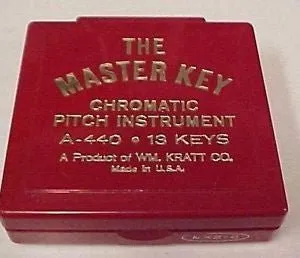 THE
MASTER KEY
CHROMATIC
PITCH INSTRUMENT
A-440 • 13 KEYS
A Product of WM. KRATT CO.
Made in U.S.A.